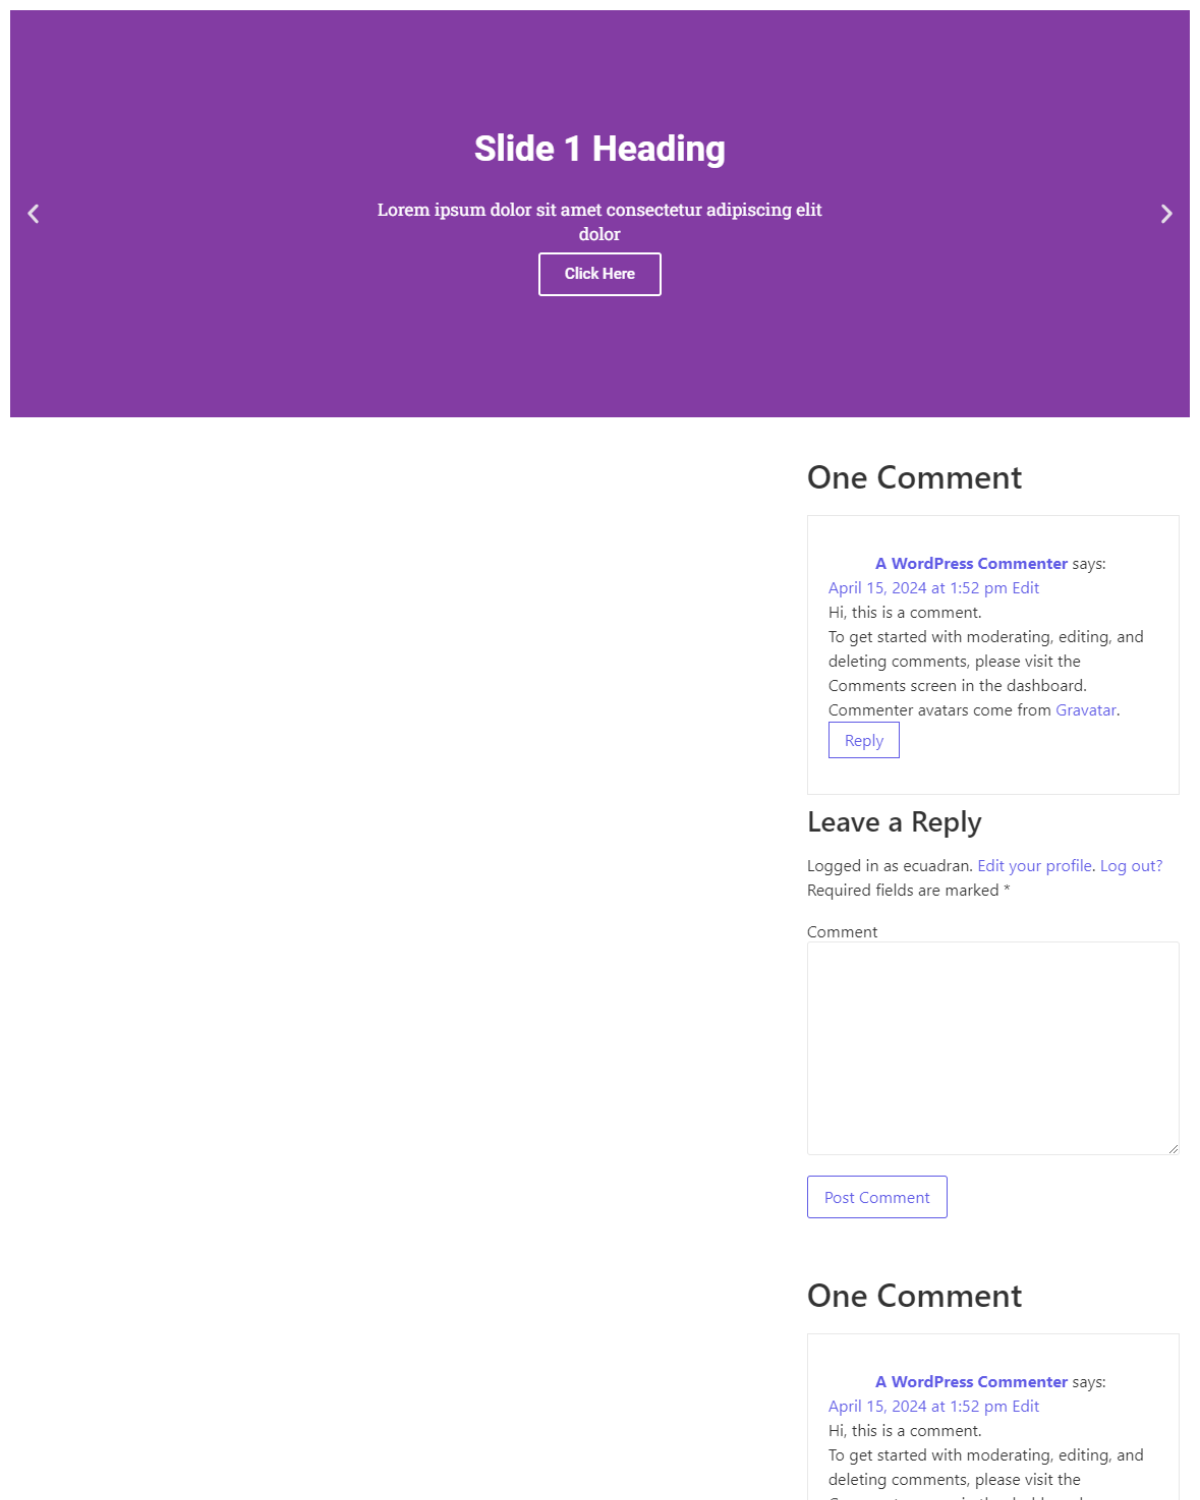 Slide 1 Heading
Lorem ipsum dolor sit amet consectetur adipiscing elit
dolor
Click Here
One Comment
A WordPress Commenter says:
April 15, 2024 at 1:52 pm Edit
Hi, this is a comment.
To get started with moderating, editing, and
deleting comments, please visit the
Comments screen in the dashboard.
Commenter avatars come from Gravatar.
Reply
Leave a Reply
Logged in as ecuadran. Edit your profile. Log out?
Required fields are marked *
Comment
Post Comment
One Comment
A WordPress Commenter says:
April 15, 2024 at 1:52 pm Edit
Hi, this is a comment.
To get started with moderating, editing, and
deleting comments, please visit the